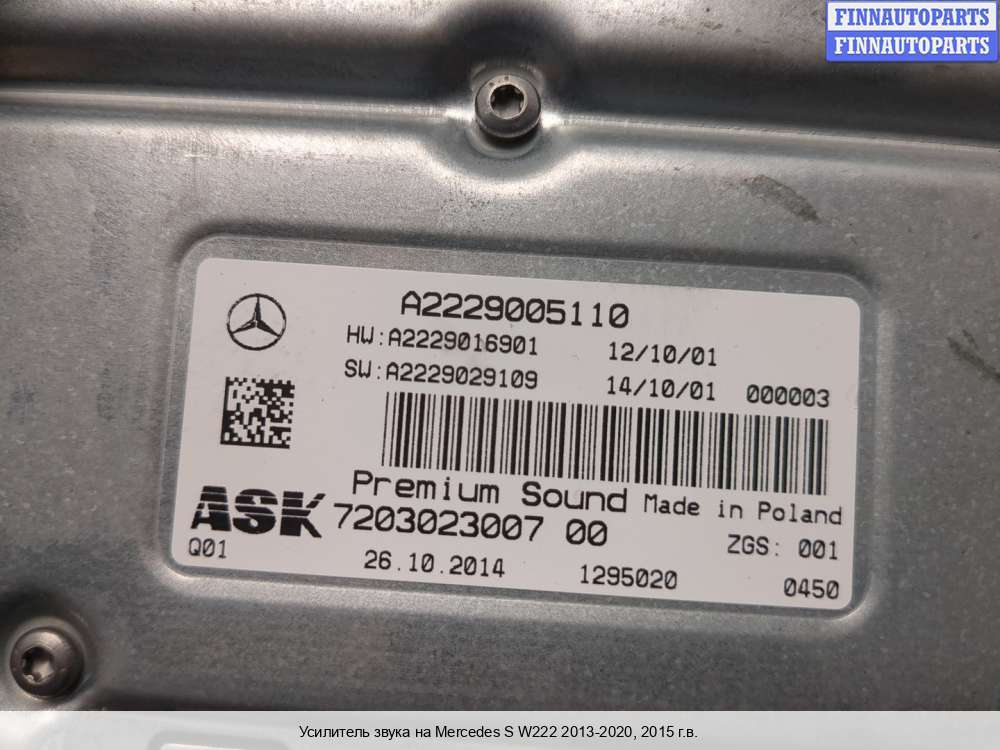 FINNAUTOPARTS
FINNAUTOPARTS
A2229005110
HW:A2229016901 12/10/01
SW:A2229029109 14/10/01 000003
Premium Sound Made in Poland
ASK 7203023007 00 ZGS: 001
Q01 26.10.2014 1295020 0450
Усилитель звука на Mercedes S W222 2013-2020, 2015 г.в.